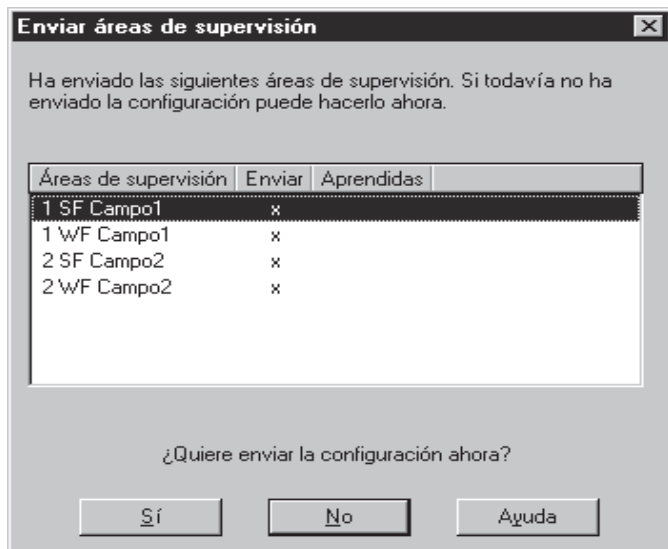 Enviar áreas de supervisión
Ha enviado las siguientes áreas de supervisión. Si todavía no ha
enviado la configuración puede hacerlo ahora.
Áreas de supervisión Enviar Aprendidas
1 SF Campo1 x
1 WF Campo1 x
2 SF Campo2 x
2 WF Campo2 x
¿Quiere enviar la configuración ahora?
Sí No Ayuda